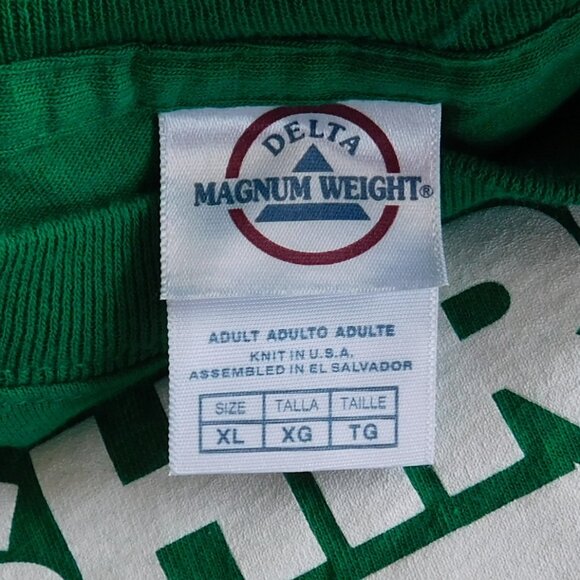 DELTA
MAGNUM WEIGHT®
ADULT ADULTO ADULTE
KNIT IN U.S.A.
ASSEMBLED IN EL SALVADOR
SIZE TALLA TAILLE
XL XG TG